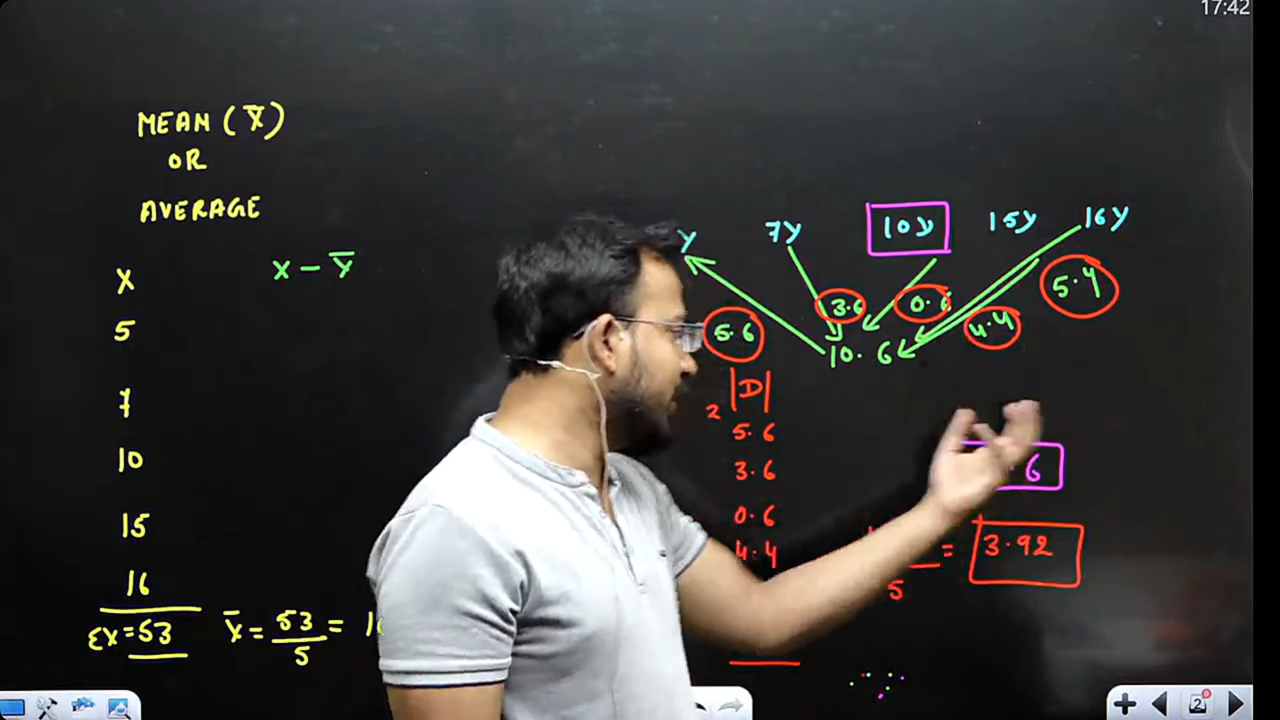 17:42
MEAN (X̅)
OR
AVERAGE
X
X - X̅
5
7
10
15
16
ΣX = 53
X̅ = 53/5 =
y 7y 10y 15y 16y
5.6 3.6 0.6 4.4 5.4
10.6
|D|
2
5.6
3.6
0.6
4.4
6
5 = 3.92
2